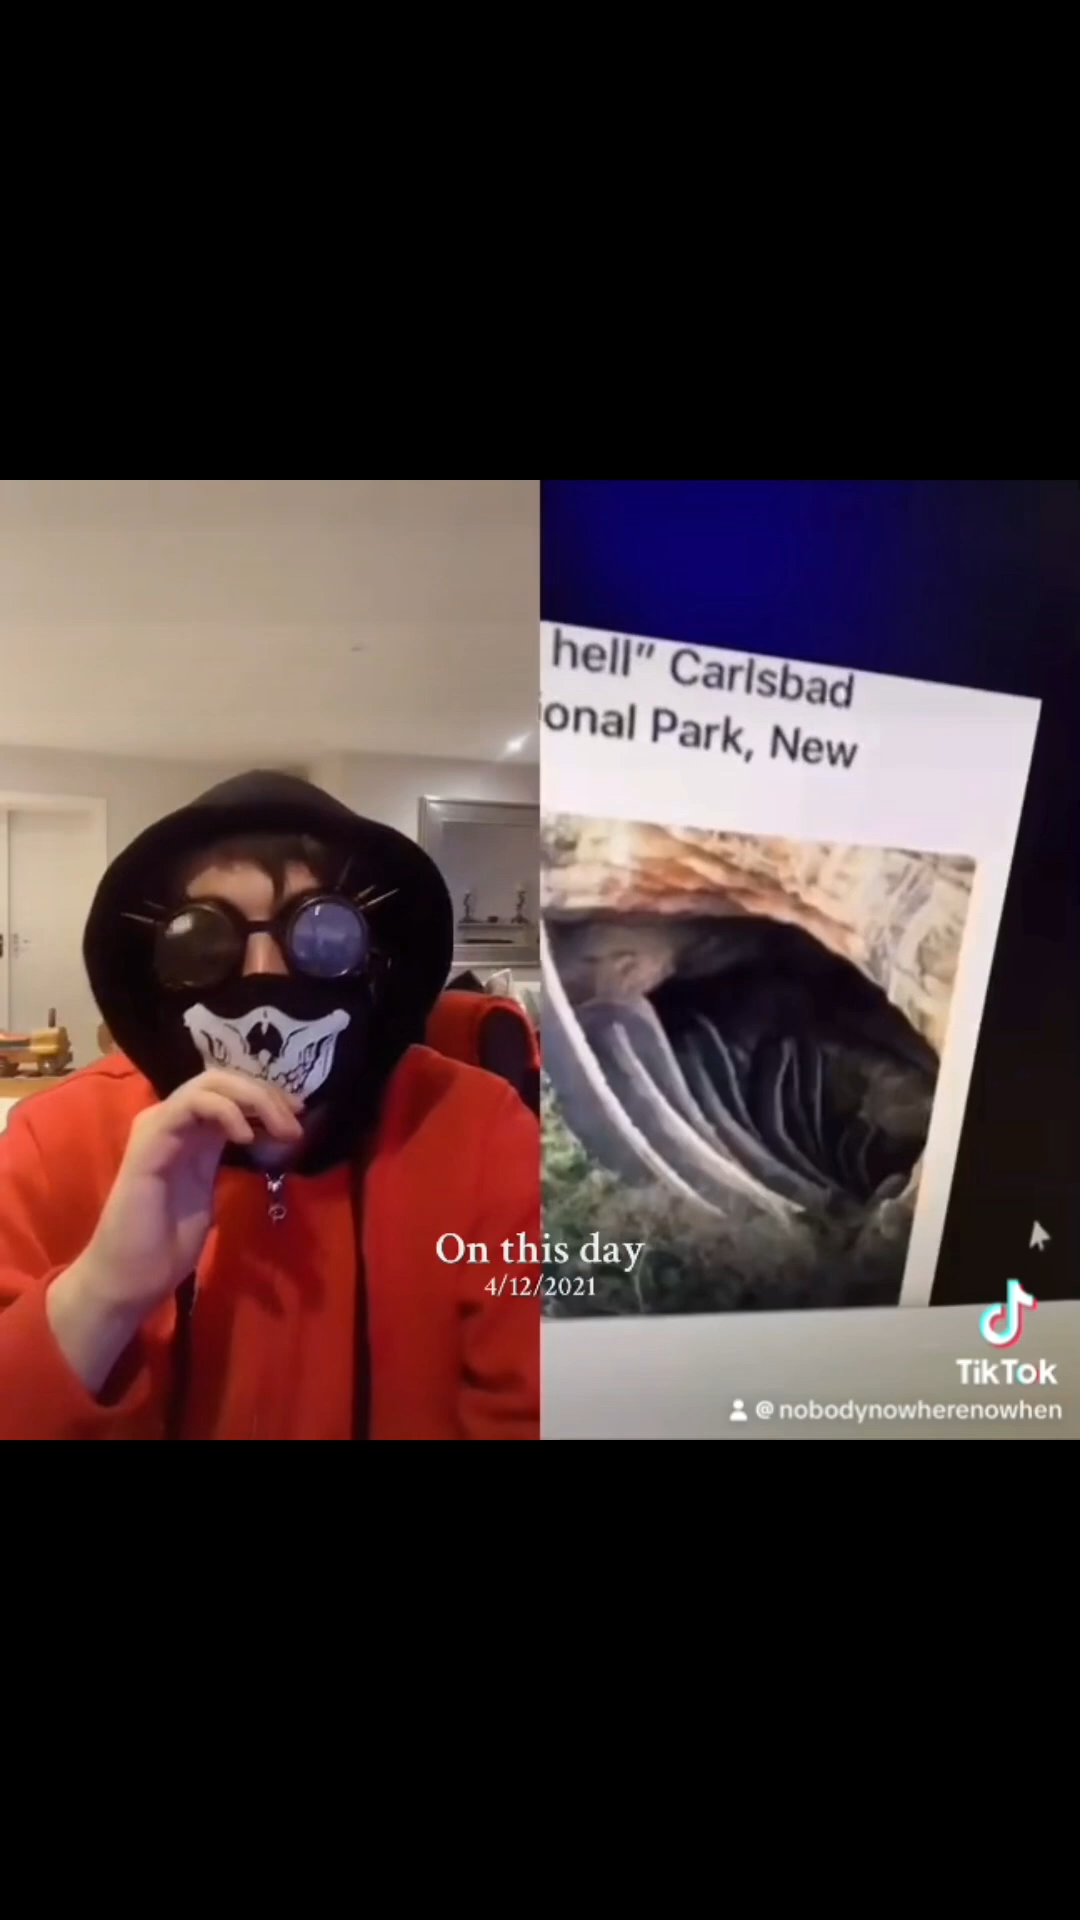 hell” Carlsbad
ional Park, New
On this day
4/12/2021
TikTok
@nobodynowherenowhen